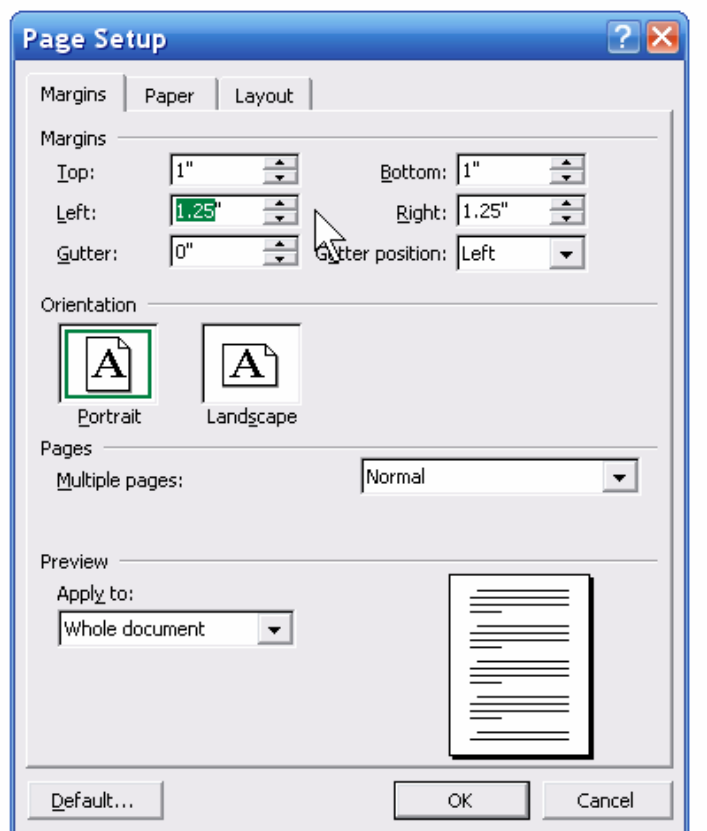 Page Setup
Margins Paper Layout
Margins
Top: 1" Bottom: 1"
Left: 1.25" Right: 1.25"
Gutter: 0" Gutter position: Left
Orientation
A A
Portrait Landscape
Pages
Multiple pages: Normal
Preview
Apply to:
Whole document
Default... OK Cancel